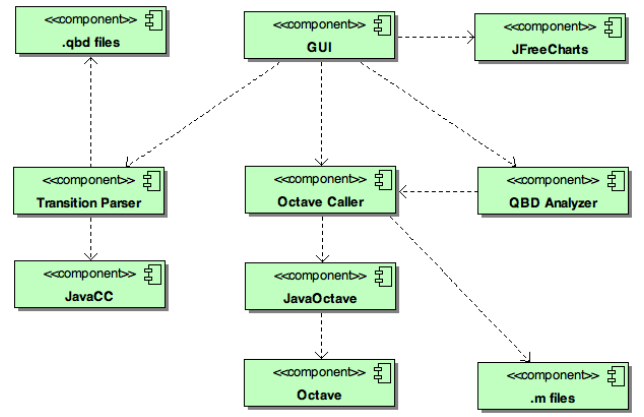 <<component>>
.qbd files
<<component>>
GUI
<<component>>
JFreeCharts
<<component>>
Transition Parser
<<component>>
Octave Caller
<<component>>
QBD Analyzer
<<component>>
JavaCC
<<component>>
JavaOctave
<<component>>
Octave
<<component>>
.m files